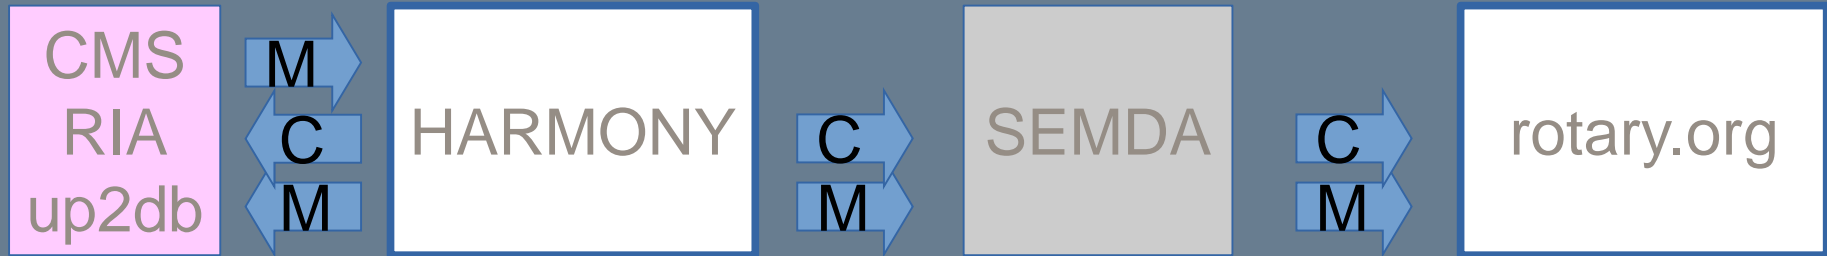 CMS
RIA
up2db
M
C
M
HARMONY
C
M
SEMDA
C
M
rotary.org